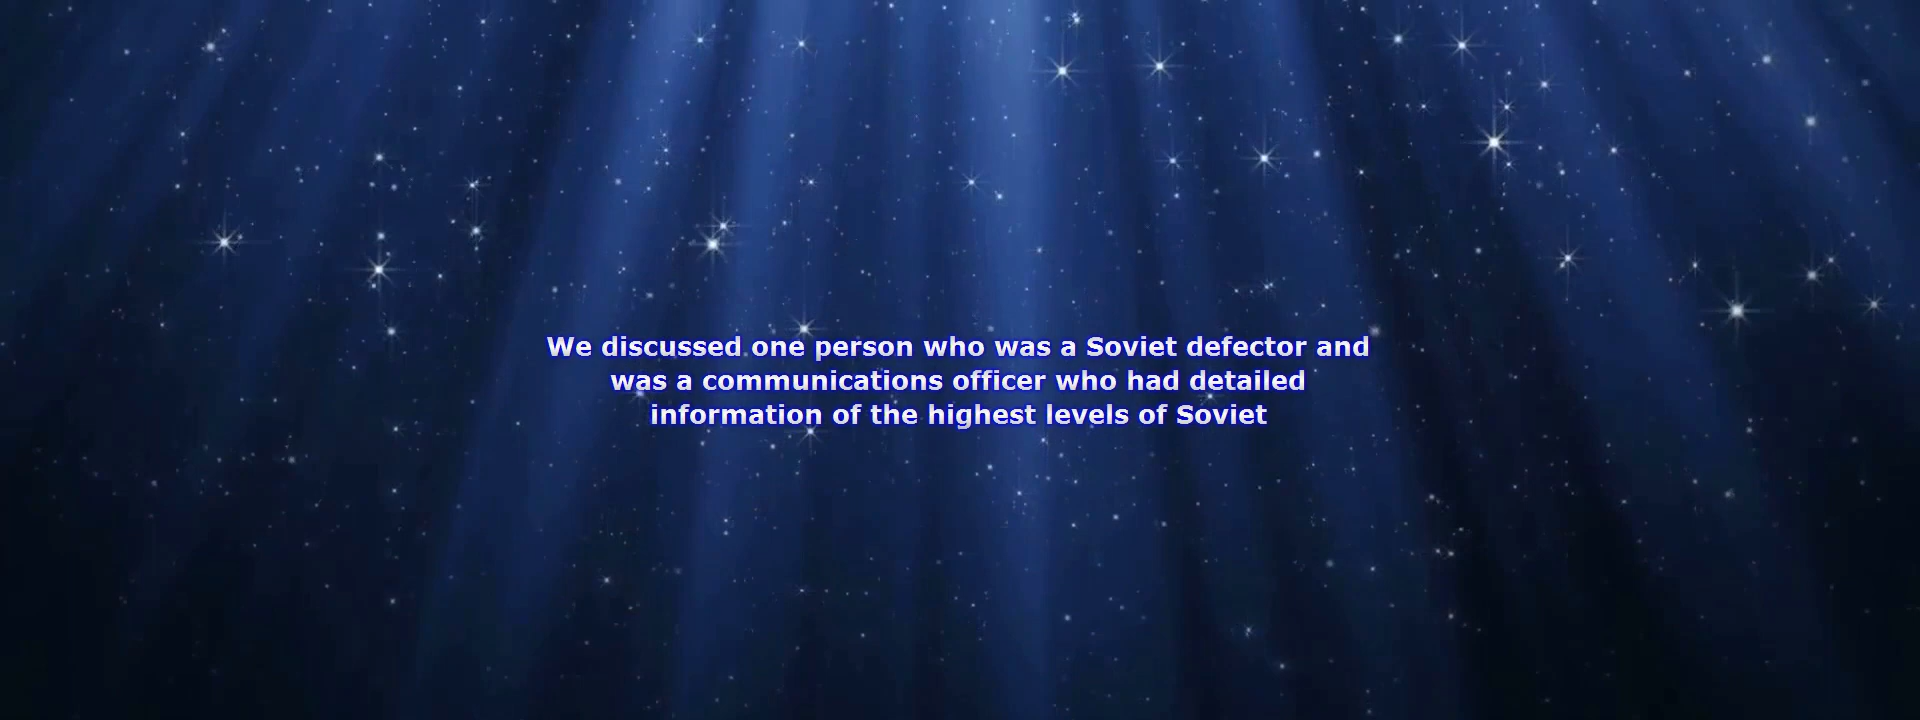 We discussed one person who was a Soviet defector and
was a communications officer who had detailed
information of the highest levels of Soviet